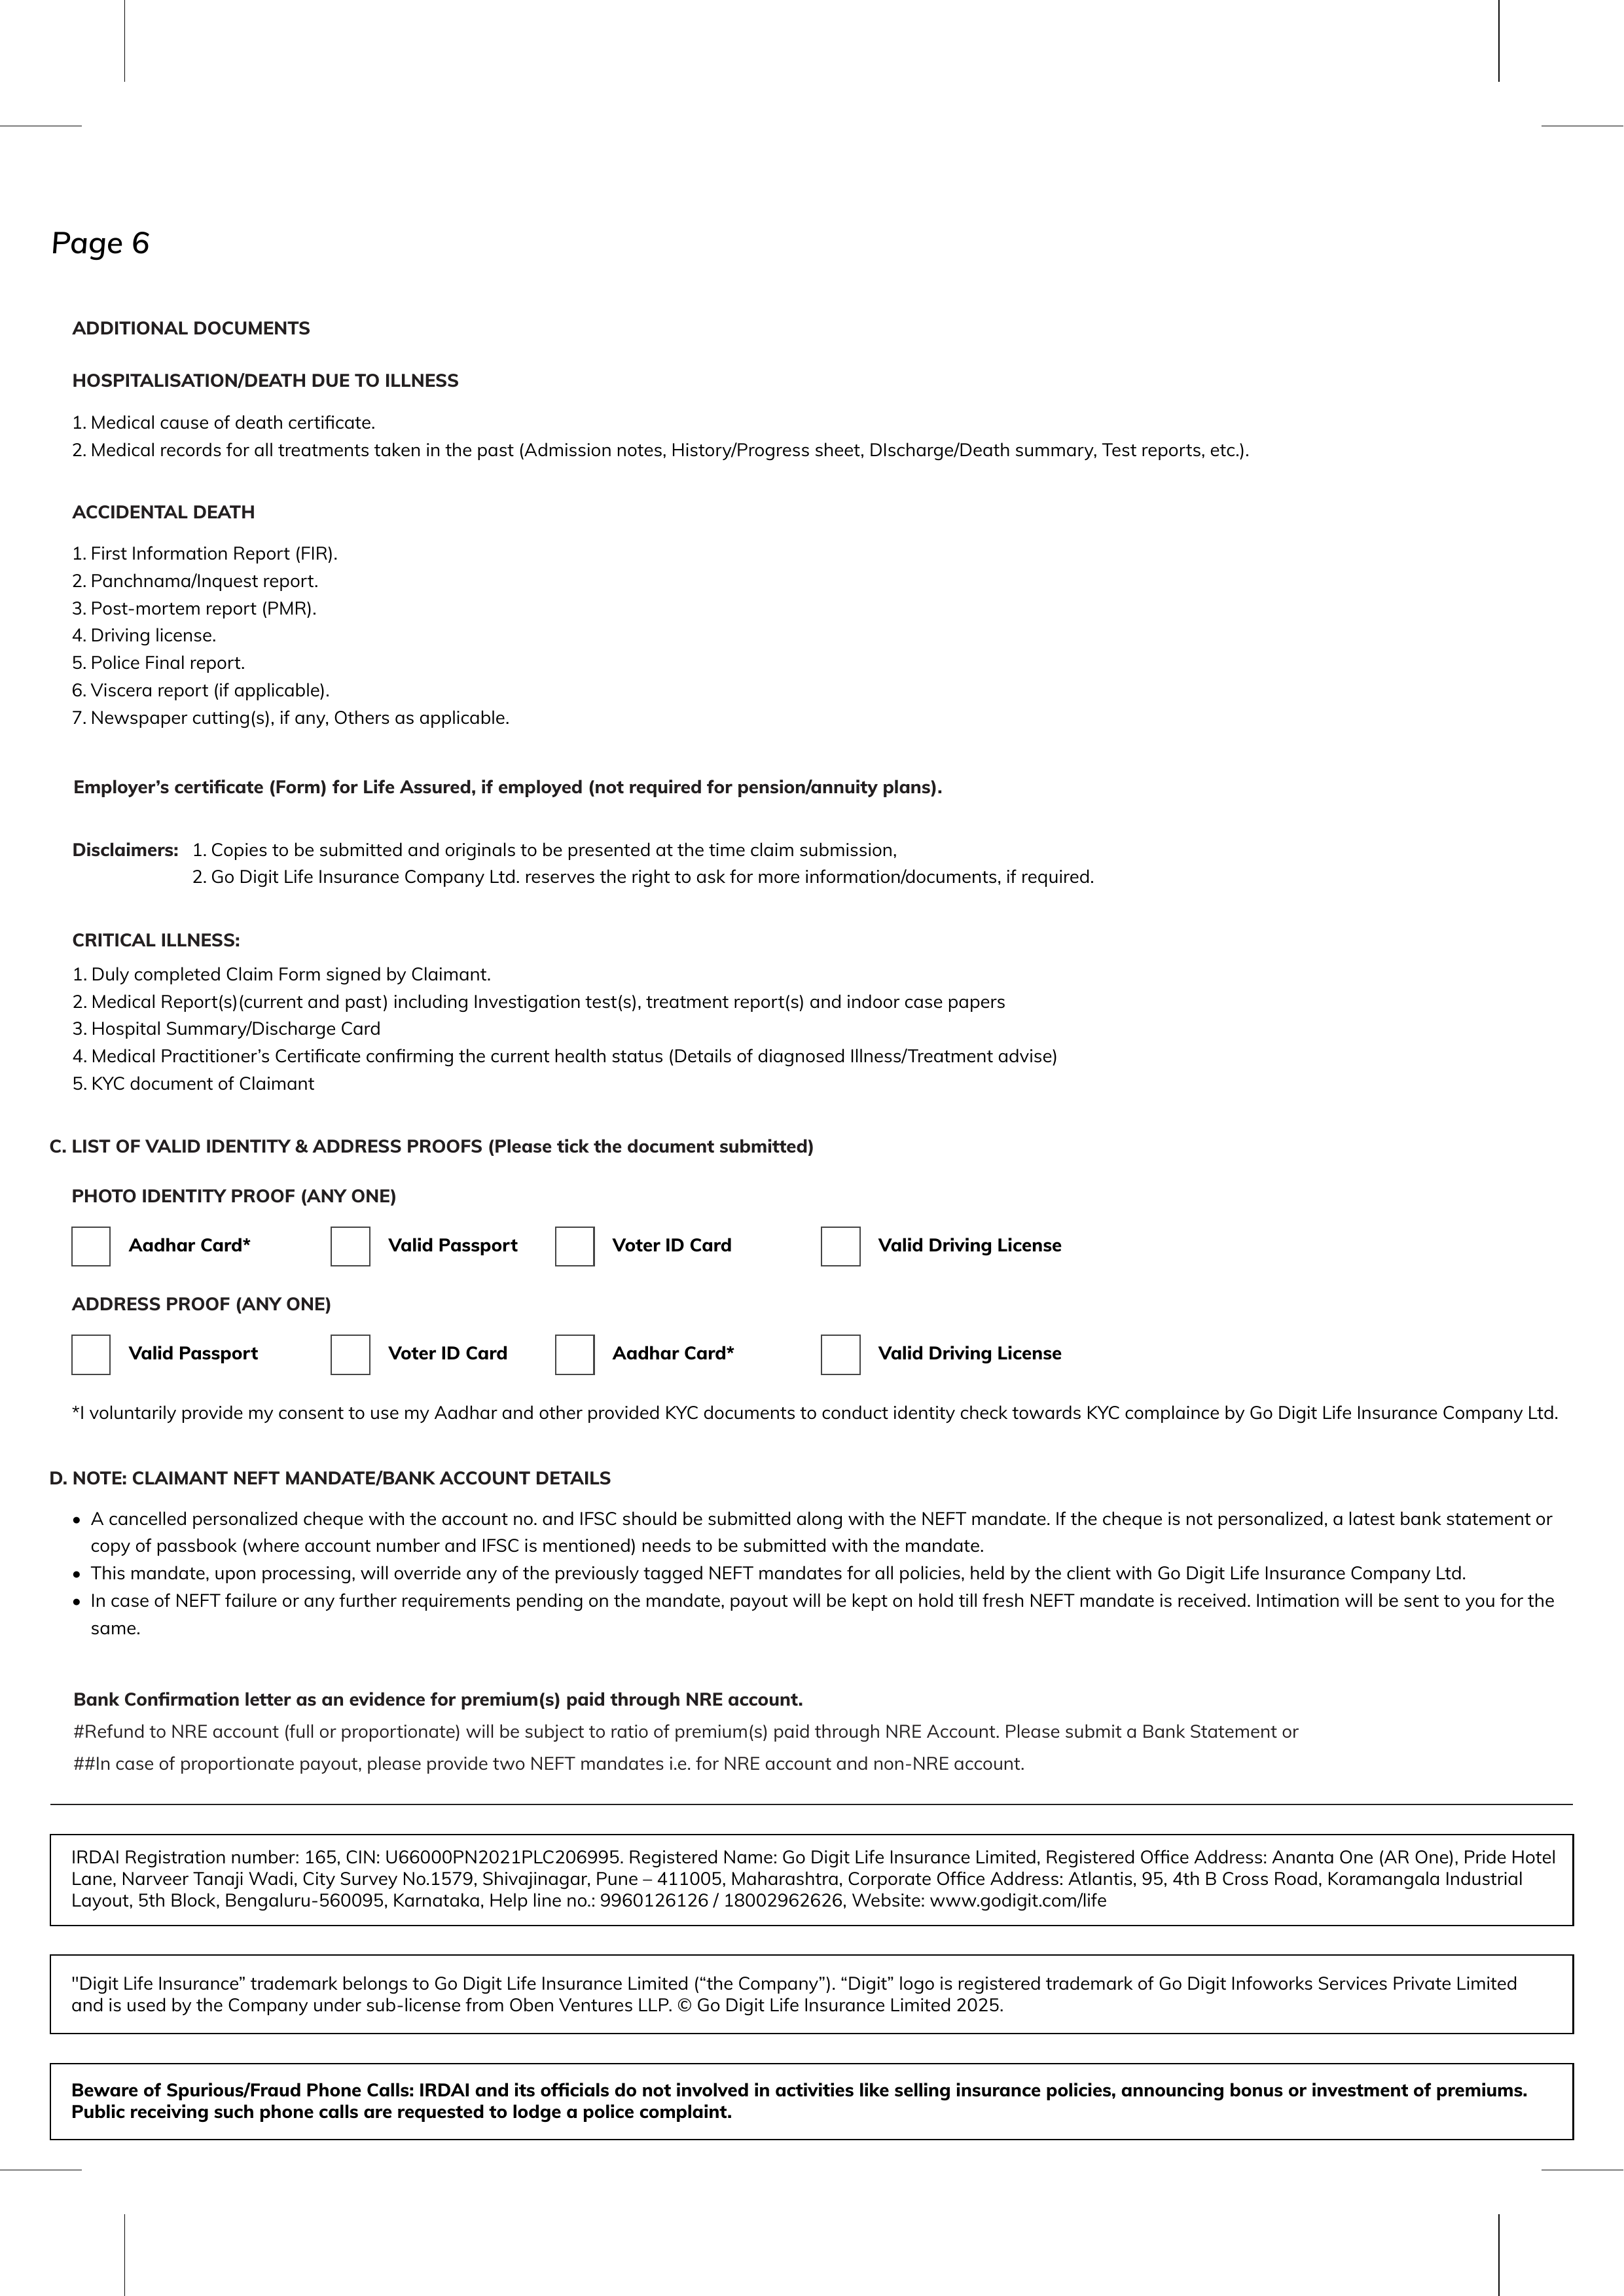 Page 6
ADDITIONAL DOCUMENTS
HOSPITALISATION/DEATH DUE TO ILLNESS
1. Medical cause of death certificate.
2. Medical records for all treatments taken in the past (Admission notes, History/Progress sheet, DIscharge/Death summary, Test reports, etc.).
ACCIDENTAL DEATH
1. First Information Report (FIR).
2. Panchnama/Inquest report.
3. Post-mortem report (PMR).
4. Driving license.
5. Police Final report.
6. Viscera report (if applicable).
7. Newspaper cutting(s), if any, Others as applicable.
Employer’s certificate (Form) for Life Assured, if employed (not required for pension/annuity plans).
Disclaimers: 1. Copies to be submitted and originals to be presented at the time claim submission,
2. Go Digit Life Insurance Company Ltd. reserves the right to ask for more information/documents, if required.
CRITICAL ILLNESS:
1. Duly completed Claim Form signed by Claimant.
2. Medical Report(s)(current and past) including Investigation test(s), treatment report(s) and indoor case papers
3. Hospital Summary/Discharge Card
4. Medical Practitioner’s Certificate confirming the current health status (Details of diagnosed Illness/Treatment advise)
5. KYC document of Claimant
C. LIST OF VALID IDENTITY & ADDRESS PROOFS (Please tick the document submitted)
PHOTO IDENTITY PROOF (ANY ONE)
Aadhar Card* Valid Passport Voter ID Card Valid Driving License
ADDRESS PROOF (ANY ONE)
Valid Passport Voter ID Card Aadhar Card* Valid Driving License
*I voluntarily provide my consent to use my Aadhar and other provided KYC documents to conduct identity check towards KYC complaince by Go Digit Life Insurance Company Ltd.
D. NOTE: CLAIMANT NEFT MANDATE/BANK ACCOUNT DETAILS
• A cancelled personalized cheque with the account no. and IFSC should be submitted along with the NEFT mandate. If the cheque is not personalized, a latest bank statement or
copy of passbook (where account number and IFSC is mentioned) needs to be submitted with the mandate.
• This mandate, upon processing, will override any of the previously tagged NEFT mandates for all policies, held by the client with Go Digit Life Insurance Company Ltd.
• In case of NEFT failure or any further requirements pending on the mandate, payout will be kept on hold till fresh NEFT mandate is received. Intimation will be sent to you for the
same.
Bank Confirmation letter as an evidence for premium(s) paid through NRE account.
#Refund to NRE account (full or proportionate) will be subject to ratio of premium(s) paid through NRE Account. Please submit a Bank Statement or
##In case of proportionate payout, please provide two NEFT mandates i.e. for NRE account and non-NRE account.
IRDAI Registration number: 165, CIN: U66000PN2021PLC206995. Registered Name: Go Digit Life Insurance Limited, Registered Office Address: Ananta One (AR One), Pride Hotel
Lane, Narveer Tanaji Wadi, City Survey No.1579, Shivajinagar, Pune – 411005, Maharashtra, Corporate Office Address: Atlantis, 95, 4th B Cross Road, Koramangala Industrial
Layout, 5th Block, Bengaluru-560095, Karnataka, Help line no.: 9960126126 / 18002962626, Website: www.godigit.com/life
"Digit Life Insurance” trademark belongs to Go Digit Life Insurance Limited (“the Company”). “Digit” logo is registered trademark of Go Digit Infoworks Services Private Limited
and is used by the Company under sub-license from Oben Ventures LLP. © Go Digit Life Insurance Limited 2025.
Beware of Spurious/Fraud Phone Calls: IRDAI and its officials do not involved in activities like selling insurance policies, announcing bonus or investment of premiums.
Public receiving such phone calls are requested to lodge a police complaint.